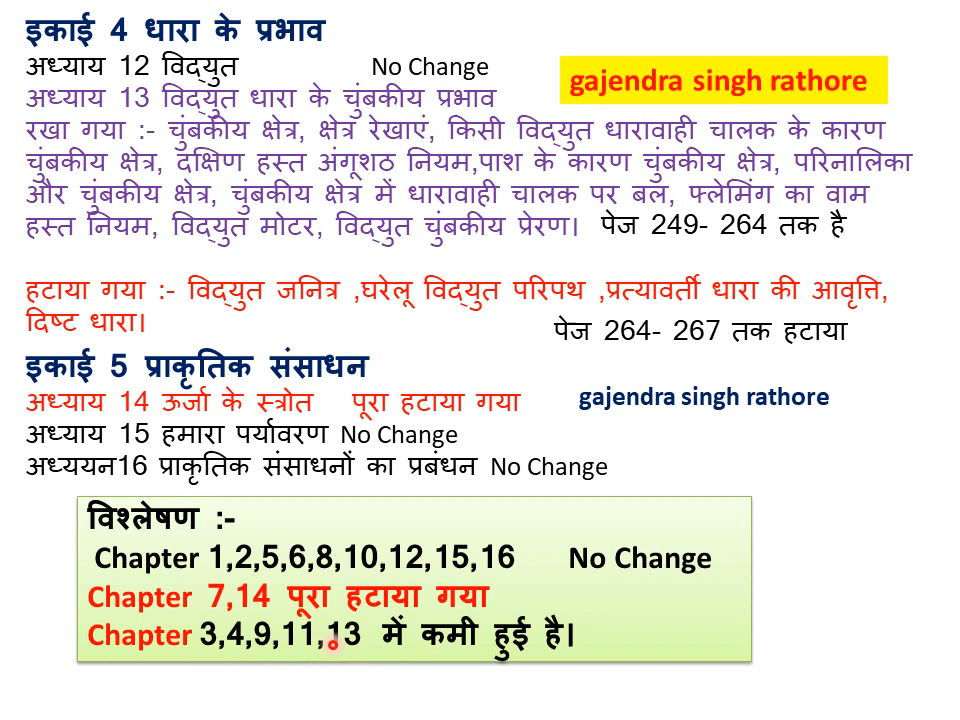 इकाई 4 धारा के प्रभाव
अध्याय 12 विद्युत No Change
gajendra singh rathore
अध्याय 13 विद्युत धारा के चुंबकीय प्रभाव
रखा गया :- चुंबकीय क्षेत्र, क्षेत्र रेखाएं, किसी विद्युत धारावाही चालक के कारण
चुंबकीय क्षेत्र, दक्षिण हस्त अंगूशठ नियम,पाश के कारण चुंबकीय क्षेत्र, परिनालिका
और चुंबकीय क्षेत्र, चुंबकीय क्षेत्र में धारावाही चालक पर बल, फ्लेमिंग का वाम
हस्त नियम, विद्युत मोटर, विद्युत चुंबकीय प्रेरण। पेज 249- 264 तक है
हटाया गया :- विद्युत जनित्र ,घरेलू विद्युत परिपथ ,प्रत्यावर्ती धारा की आवृत्ति,
दिष्ट धारा।
पेज 264- 267 तक हटाया
इकाई 5 प्राकृतिक संसाधन
अध्याय 14 ऊर्जा के स्त्रोत पूरा हटाया गया
gajendra singh rathore
अध्याय 15 हमारा पर्यावरण No Change
अध्ययन16 प्राकृतिक संसाधनों का प्रबंधन No Change
विश्लेषण :-
Chapter 1,2,5,6,8,10,12,15,16 No Change
Chapter 7,14 पूरा हटाया गया
Chapter 3,4,9,11,13 में कमी हुई है।